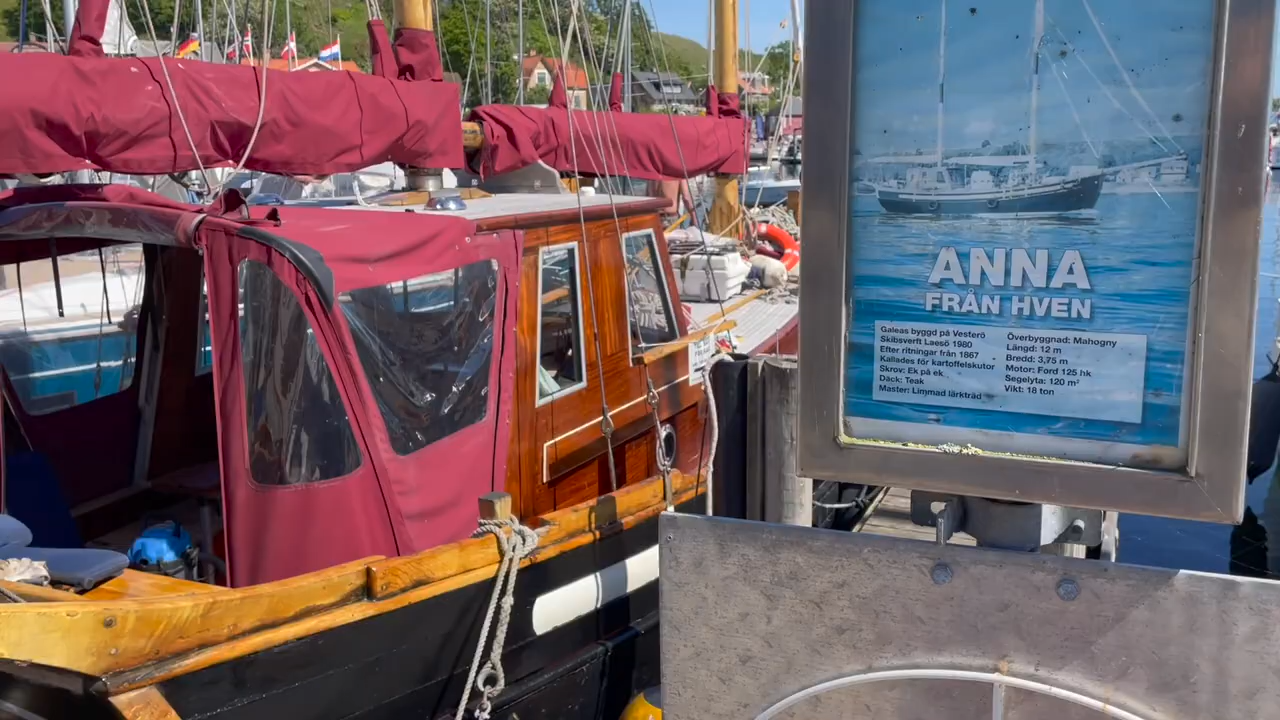 ANNA
FRÅN HVEN
Galeas byggd på Vesterö
Skibsverft Laesö 1980
Efter ritningar från 1867
Kallades för kartoffelskutor
Skrov: Ek på ek
Däck: Teak
Master: Limmad lärkträd
Överbyggnad: Mahogny
Längd: 12 m
Bredd: 3,75 m
Motor: Ford 125 hk
Segelyta: 120 m²
Vikt: 18 ton